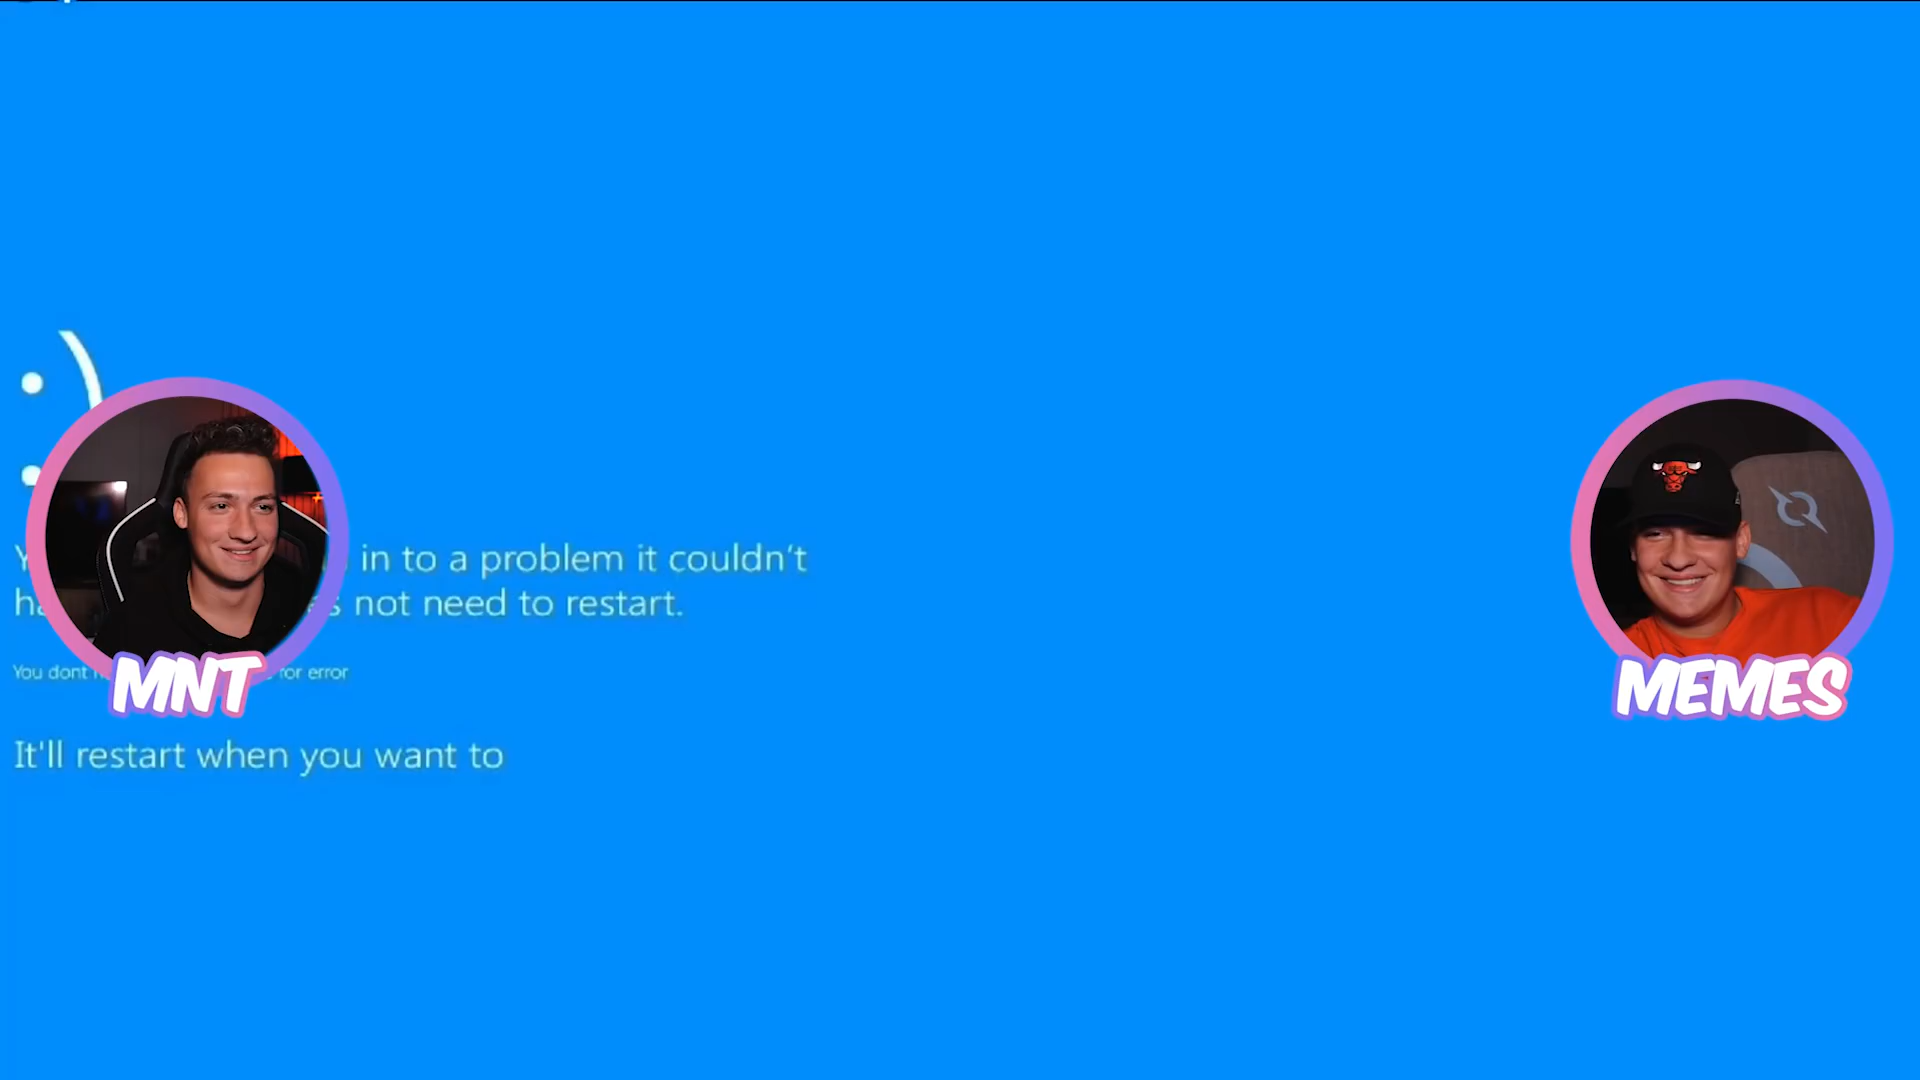 :)
in to a problem it couldn't
not need to restart.
You dont ror error
MNT
MEMES
It'll restart when you want to